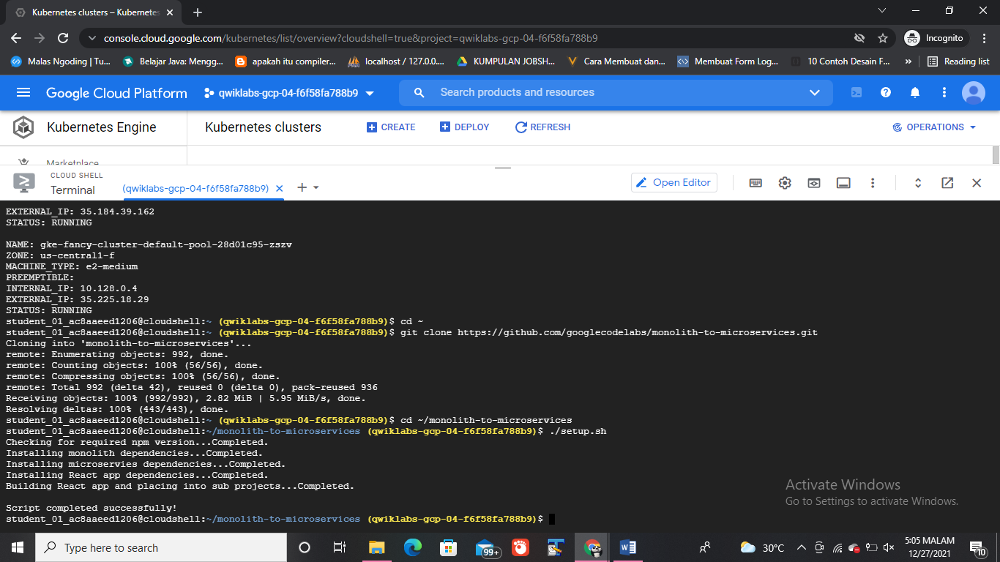 Kubernetes clusters – Kubernetes
console.cloud.google.com/kubernetes/list/overview?cloudshell=true&project=qwiklabs-gcp-04-f6f58fa788b9
Incognito
Malas Ngoding | Tu...
Belajar Java: Mengg...
apakah itu compiler...
localhost / 127.0.0....
KUMPULAN JOBSH...
Cara Membuat dan...
Membuat Form Log...
10 Contoh Desain F...
»
Reading list
Google Cloud Platform
qwiklabs-gcp-04-f6f58fa788b9
Search products and resources
Kubernetes Engine
Kubernetes clusters
CREATE
DEPLOY
REFRESH
OPERATIONS
Marketplace
CLOUD SHELL
Terminal
(qwiklabs-gcp-04-f6f58fa788b9)
Open Editor
EXTERNAL_IP: 35.184.39.162
STATUS: RUNNING
NAME: gke-fancy-cluster-default-pool-28d01c95-zszv
ZONE: us-central1-f
MACHINE_TYPE: e2-medium
PREEMPTIBLE:
INTERNAL_IP: 10.128.0.4
EXTERNAL_IP: 35.225.18.29
STATUS: RUNNING
student_01_ac8aaeed1206@cloudshell:~ (qwiklabs-gcp-04-f6f58fa788b9)$ cd ~
student_01_ac8aaeed1206@cloudshell:~ (qwiklabs-gcp-04-f6f58fa788b9)$ git clone https://github.com/googlecodelabs/monolith-to-microservices.git
Cloning into 'monolith-to-microservices'...
remote: Enumerating objects: 992, done.
remote: Counting objects: 100% (56/56), done.
remote: Compressing objects: 100% (56/56), done.
remote: Total 992 (delta 42), reused 0 (delta 0), pack-reused 936
Receiving objects: 100% (992/992), 2.82 MiB | 5.95 MiB/s, done.
Resolving deltas: 100% (443/443), done.
student_01_ac8aaeed1206@cloudshell:~ (qwiklabs-gcp-04-f6f58fa788b9)$ cd ~/monolith-to-microservices
student_01_ac8aaeed1206@cloudshell:~/monolith-to-microservices (qwiklabs-gcp-04-f6f58fa788b9)$ ./setup.sh
Checking for required npm version...Completed.
Installing monolith dependencies...Completed.
Installing microservies dependencies...Completed.
Installing React app dependencies...Completed.
Building React app and placing into sub projects...Completed.
Script completed successfully!
student_01_ac8aaeed1206@cloudshell:~/monolith-to-microservices (qwiklabs-gcp-04-f6f58fa788b9)$
Activate Windows
Go to Settings to activate Windows.
Type here to search
99+
30°C
5:05 MALAM
12/27/2021
10